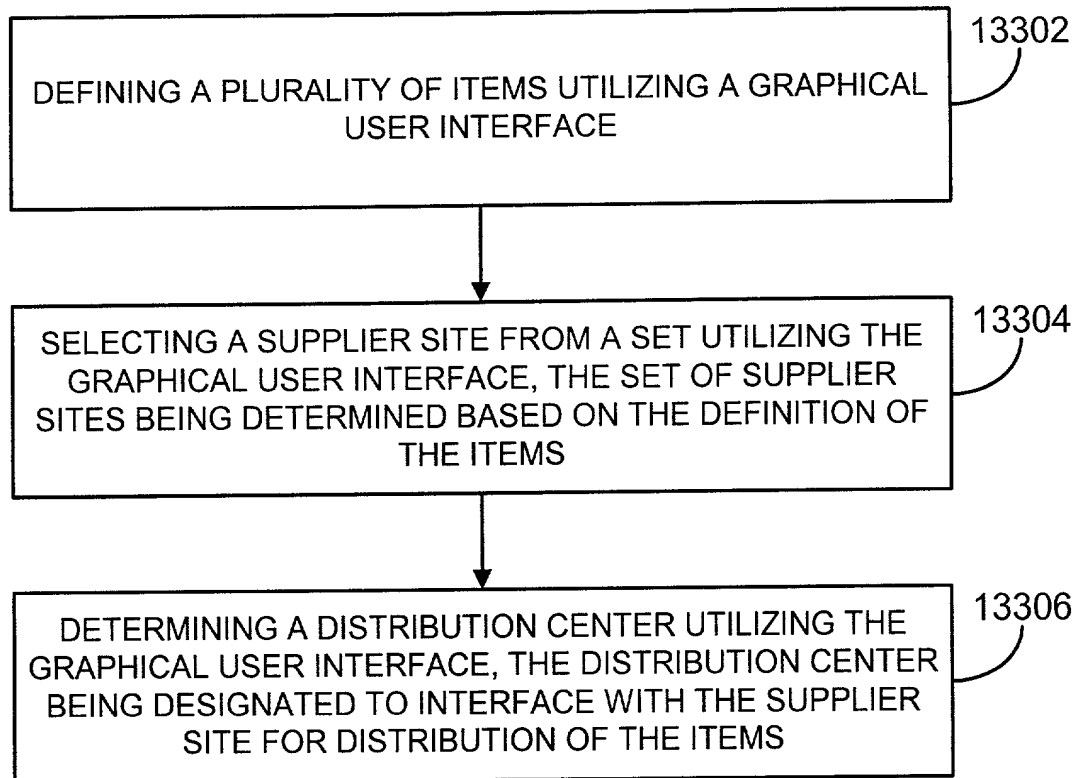 13302
DEFINING A PLURALITY OF ITEMS UTILIZING A GRAPHICAL
USER INTERFACE
13304
SELECTING A SUPPLIER SITE FROM A SET UTILIZING THE
GRAPHICAL USER INTERFACE, THE SET OF SUPPLIER
SITES BEING DETERMINED BASED ON THE DEFINITION OF
THE ITEMS
13306
DETERMINING A DISTRIBUTION CENTER UTILIZING THE
GRAPHICAL USER INTERFACE, THE DISTRIBUTION CENTER
BEING DESIGNATED TO INTERFACE WITH THE SUPPLIER
SITE FOR DISTRIBUTION OF THE ITEMS